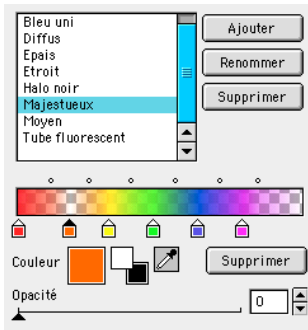 Bleu uni
Diffus
Epais
Etroit
Halo noir
Majestueux
Moyen
Tube fluorescent
Ajouter
Renommer
Supprimer
Couleur
Supprimer
Opacité
0